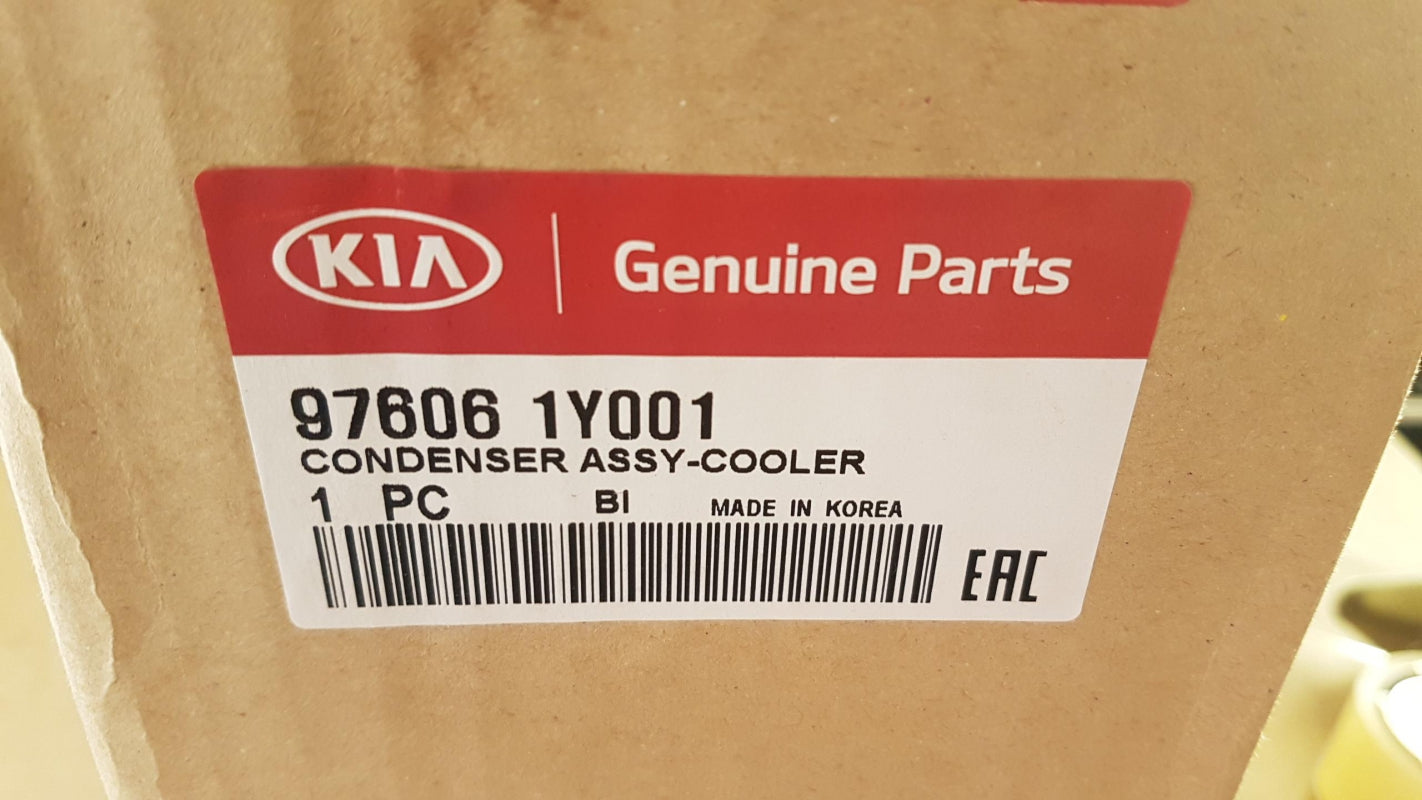 KIA Genuine Parts
97606 1Y001
CONDENSER ASSY-COOLER
1 PC BI MADE IN KOREA
EAC